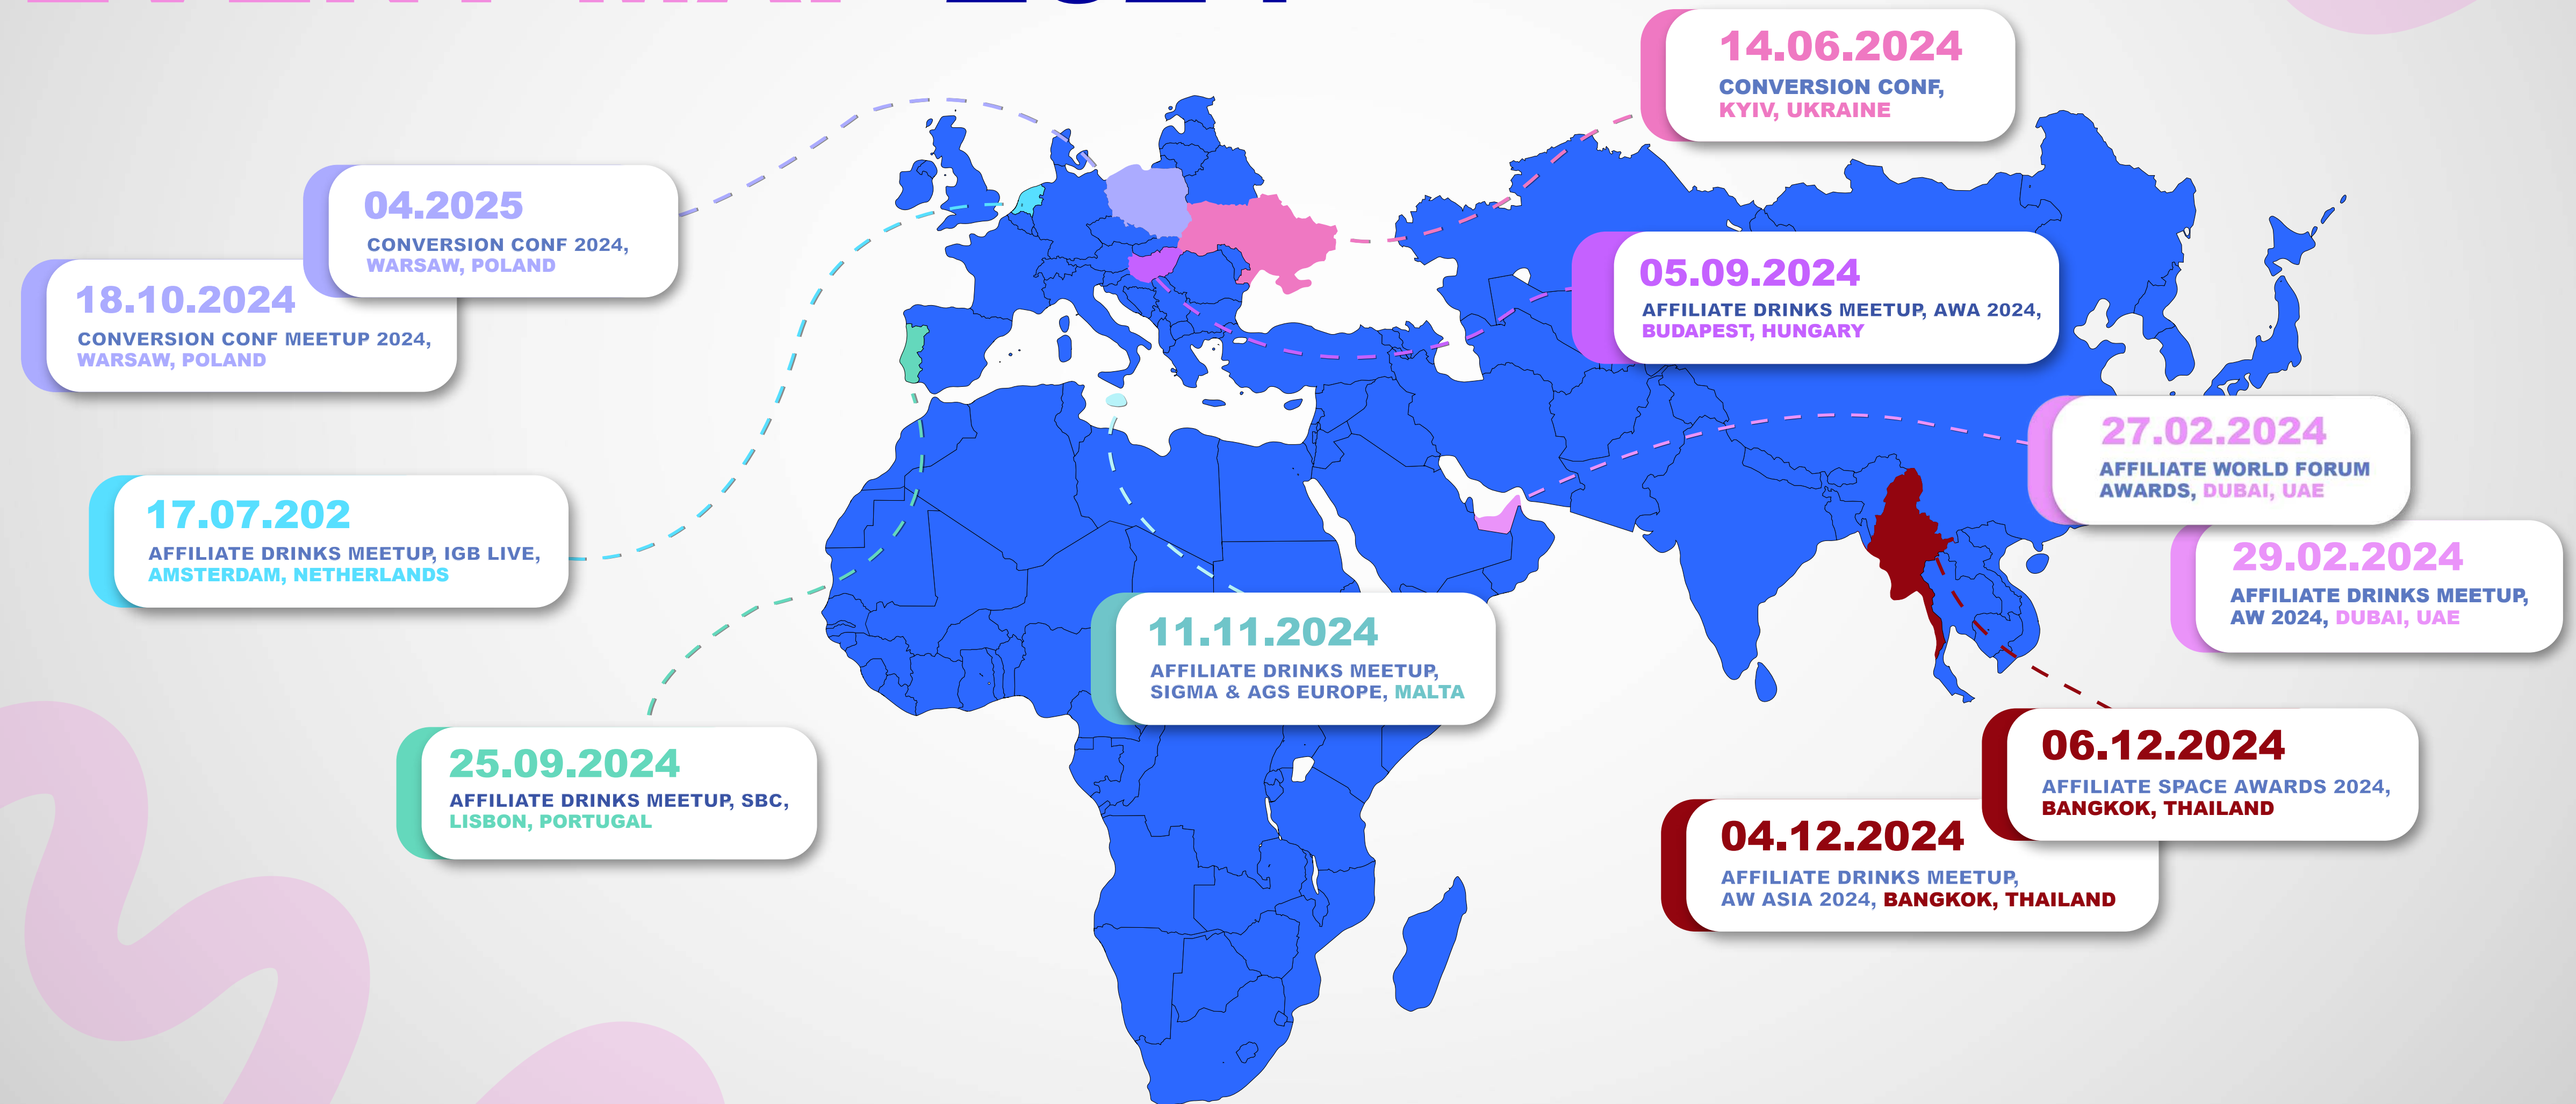 14.06.2024
CONVERSION CONF,
KYIV, UKRAINE
04.2025
CONVERSION CONF 2024,
WARSAW, POLAND
18.10.2024
CONVERSION CONF MEETUP 2024,
WARSAW, POLAND
05.09.2024
AFFILIATE DRINKS MEETUP, AWA 2024,
BUDAPEST, HUNGARY
27.02.2024
AFFILIATE WORLD FORUM
AWARDS, DUBAI, UAE
17.07.202
AFFILIATE DRINKS MEETUP, IGB LIVE,
AMSTERDAM, NETHERLANDS
29.02.2024
AFFILIATE DRINKS MEETUP,
AW 2024, DUBAI, UAE
11.11.2024
AFFILIATE DRINKS MEETUP,
SIGMA & AGS EUROPE, MALTA
25.09.2024
AFFILIATE DRINKS MEETUP, SBC,
LISBON, PORTUGAL
06.12.2024
AFFILIATE SPACE AWARDS 2024,
BANGKOK, THAILAND
04.12.2024
AFFILIATE DRINKS MEETUP,
AW ASIA 2024, BANGKOK, THAILAND